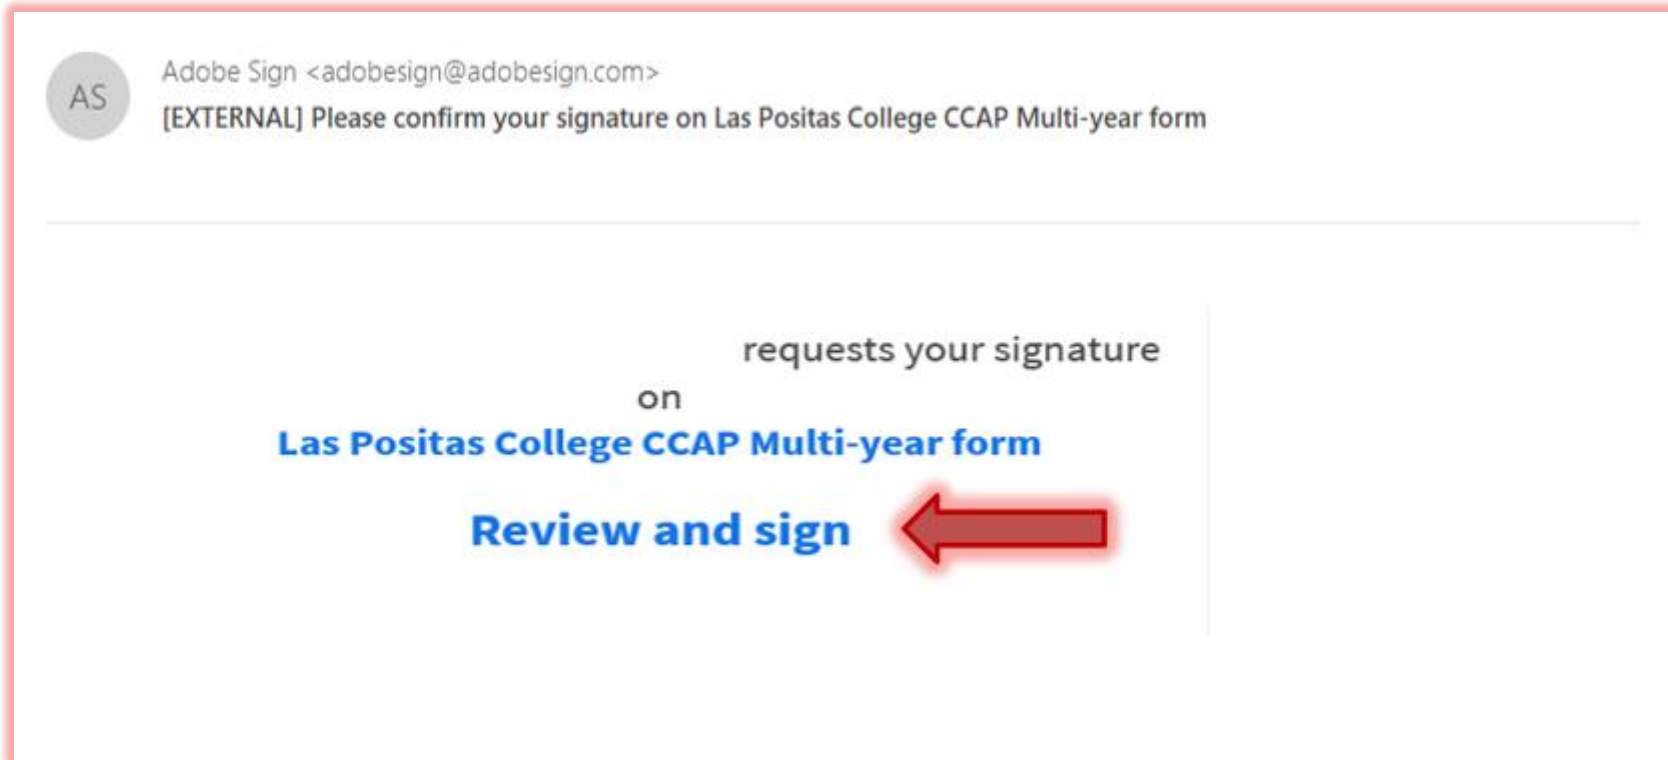 AS
Adobe Sign <adobesign@adobesign.com>
[EXTERNAL] Please confirm your signature on Las Positas College CCAP Multi-year form
requests your signature
on
Las Positas College CCAP Multi-year form
Review and sign